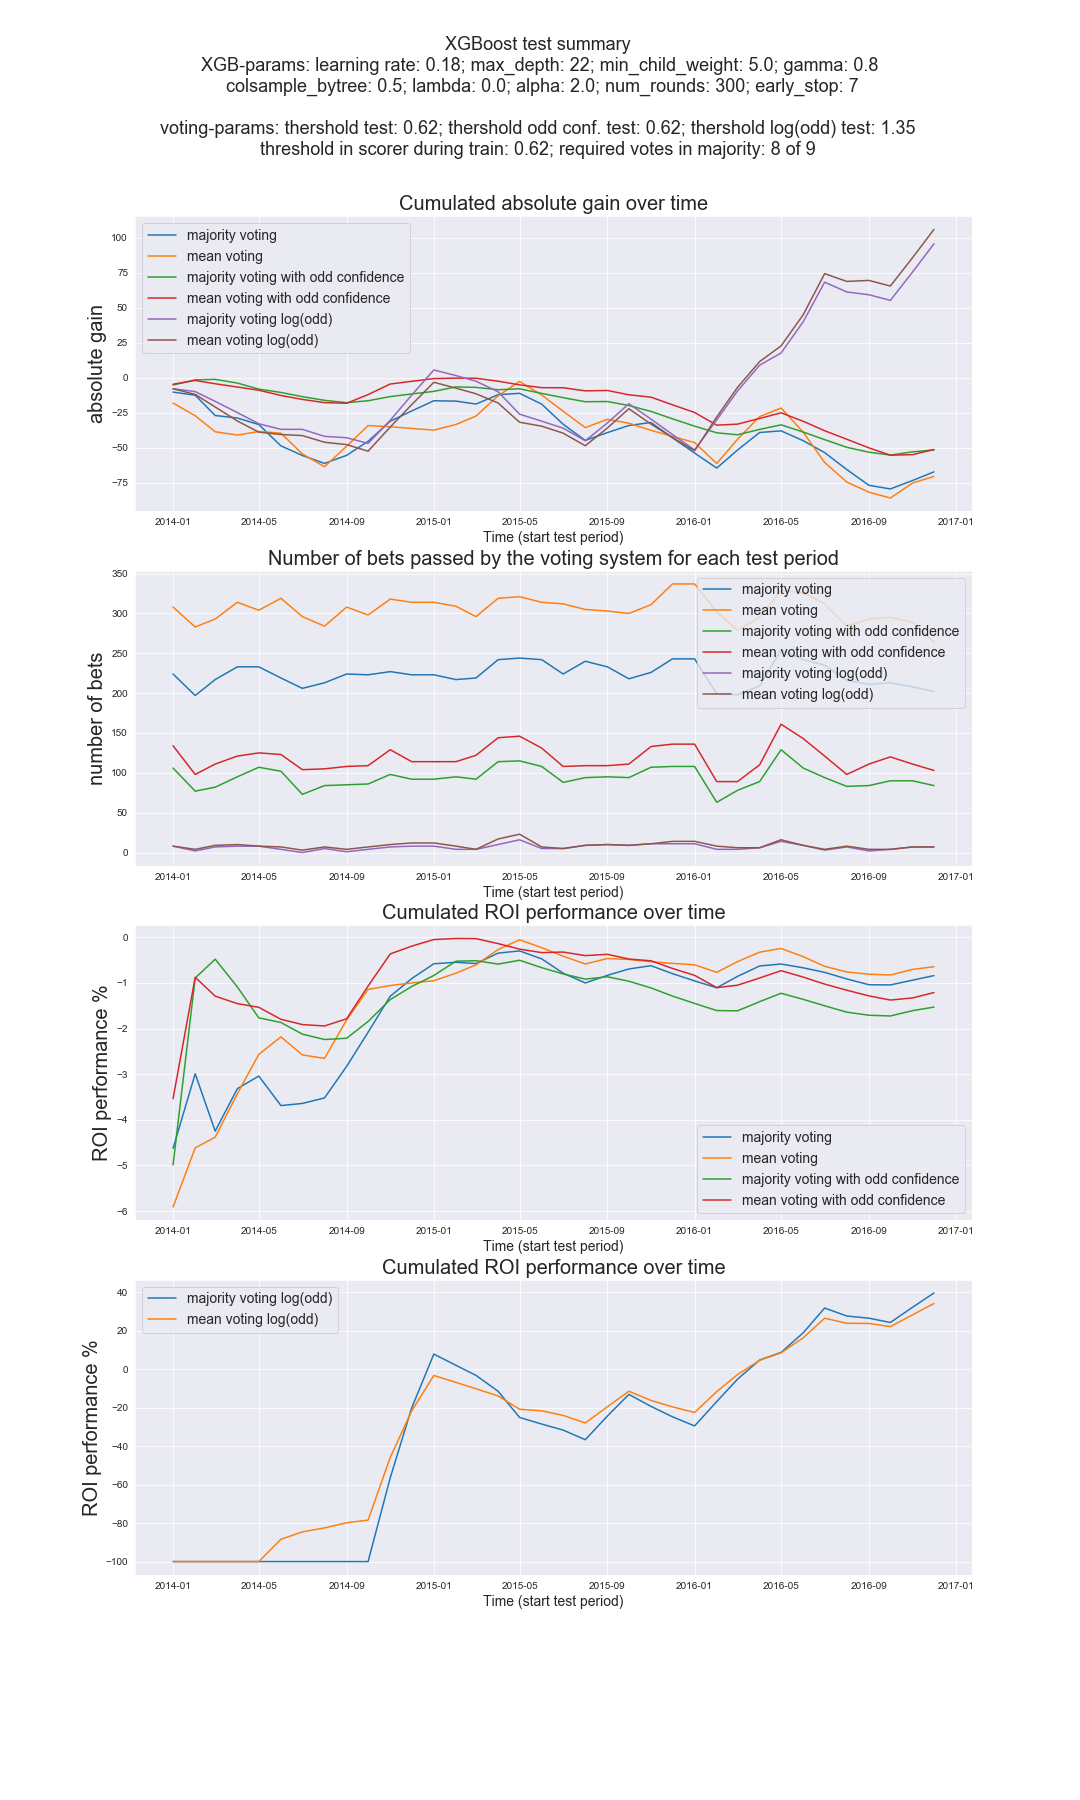 XGBoost test summary
XGB-params: learning rate: 0.18; max_depth: 22; min_child_weight: 5.0; gamma: 0.8
colsample_bytree: 0.5; lambda: 0.0; alpha: 2.0; num_rounds: 300; early_stop: 7
voting-params: thershold test: 0.62; thershold odd conf. test: 0.62; thershold log(odd) test: 1.35
threshold in scorer during train: 0.62; required votes in majority: 8 of 9
Cumulated absolute gain over time
absolute gain
100
75
50
25
0
−25
−50
−75
majority voting
mean voting
majority voting with odd confidence
mean voting with odd confidence
majority voting log(odd)
mean voting log(odd)
2014-01 2014-05 2014-09 2015-01 2015-05 2015-09 2016-01 2016-05 2016-09 2017-01
Time (start test period)
Number of bets passed by the voting system for each test period
number of bets
350
300
250
200
150
100
50
0
majority voting
mean voting
majority voting with odd confidence
mean voting with odd confidence
majority voting log(odd)
mean voting log(odd)
2014-01 2014-05 2014-09 2015-01 2015-05 2015-09 2016-01 2016-05 2016-09 2017-01
Time (start test period)
Cumulated ROI performance over time
ROI performance %
0
−1
−2
−3
−4
−5
−6
majority voting
mean voting
majority voting with odd confidence
mean voting with odd confidence
2014-01 2014-05 2014-09 2015-01 2015-05 2015-09 2016-01 2016-05 2016-09 2017-01
Time (start test period)
Cumulated ROI performance over time
ROI performance %
40
20
0
−20
−40
−60
−80
−100
majority voting log(odd)
mean voting log(odd)
2014-01 2014-05 2014-09 2015-01 2015-05 2015-09 2016-01 2016-05 2016-09 2017-01
Time (start test period)